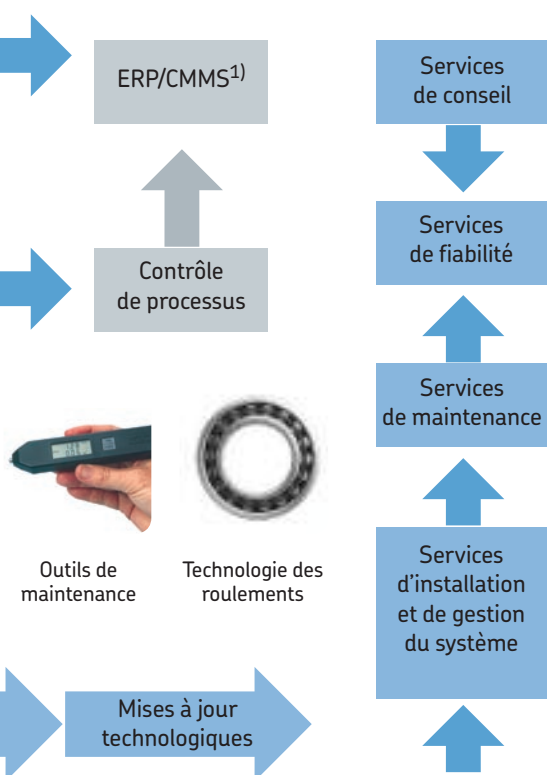 ERP/CMMS1)
Contrôle
de processus
Outils de
maintenance
Technologie des
roulements
Mises à jour
technologiques
Services
de conseil
Services
de fiabilité
Services
de maintenance
Services
d'installation
et de gestion
du système